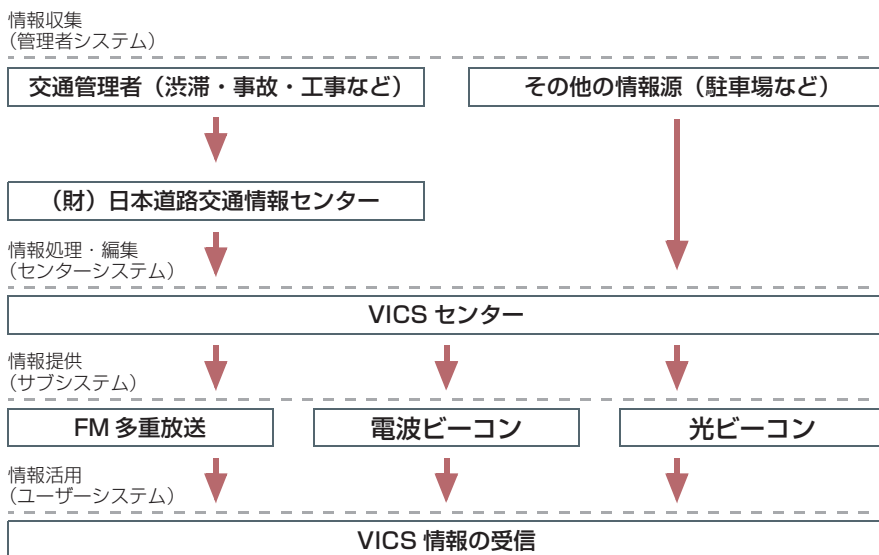 情報収集
（管理者システム）
交通管理者（渋滞・事故・工事など）
その他の情報源（駐車場など）
（財）日本道路交通情報センター
情報処理・編集
（センターシステム）
VICS センター
情報提供
（サブシステム）
FM 多重放送
電波ビーコン
光ビーコン
情報活用
（ユーザーシステム）
VICS 情報の受信